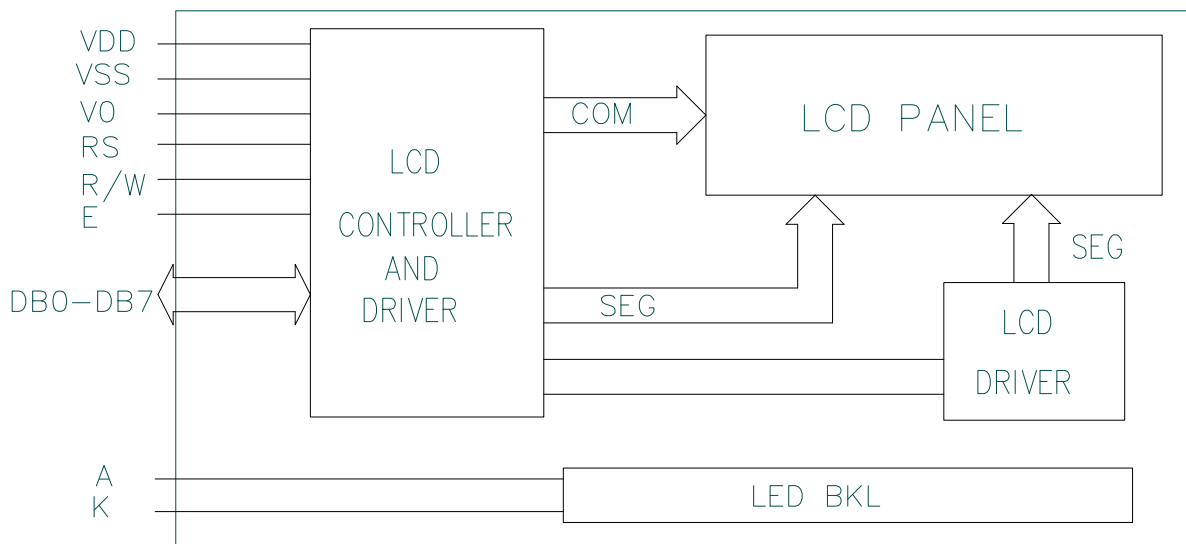 VDD
VSS
V0
RS
R/W
E
DB0-DB7
A
K
LCD
CONTROLLER
AND
DRIVER
COM
SEG
LCD PANEL
SEG
LCD
DRIVER
LED BKL